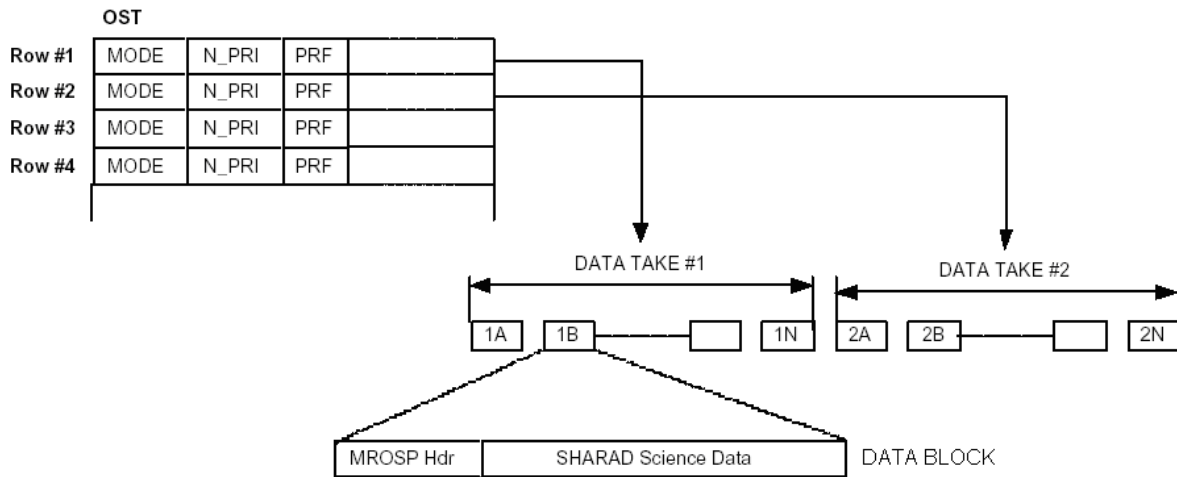 OST
Row #1 MODE N_PRI PRF
Row #2 MODE N_PRI PRF
Row #3 MODE N_PRI PRF
Row #4 MODE N_PRI PRF
DATA TAKE #1
DATA TAKE #2
1A 1B 1N 2A 2B 2N
MROSP Hdr SHARAD Science Data DATA BLOCK